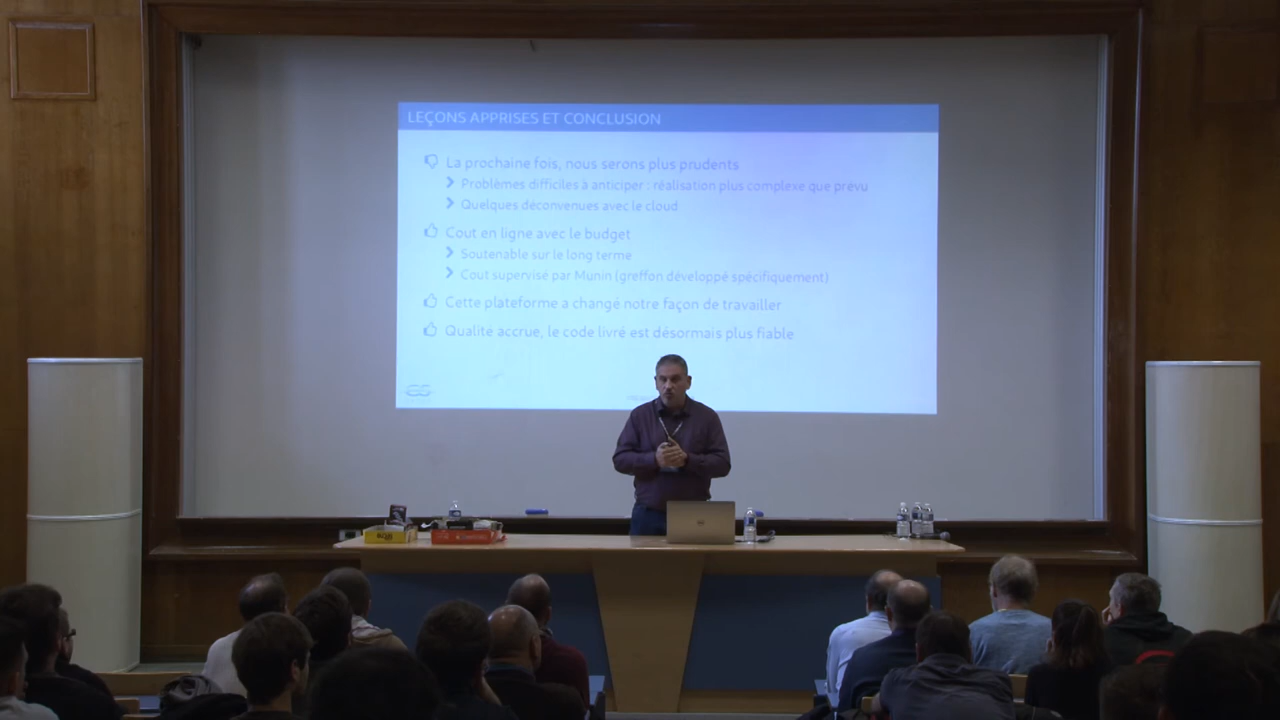 LEÇONS APPRISES ET CONCLUSION
La prochaine fois, nous serons plus prudents
Problèmes difficiles à anticiper : réalisation plus complexe que prévu
Quelques déconvenues avec le cloud
Cout en ligne avec le budget
Soutenable sur le long terme
Cout supervisé par Munin (greffon développé spécifiquement)
Cette plateforme a changé notre façon de travailler
Qualité accrue, le code livré est désormais plus fiable